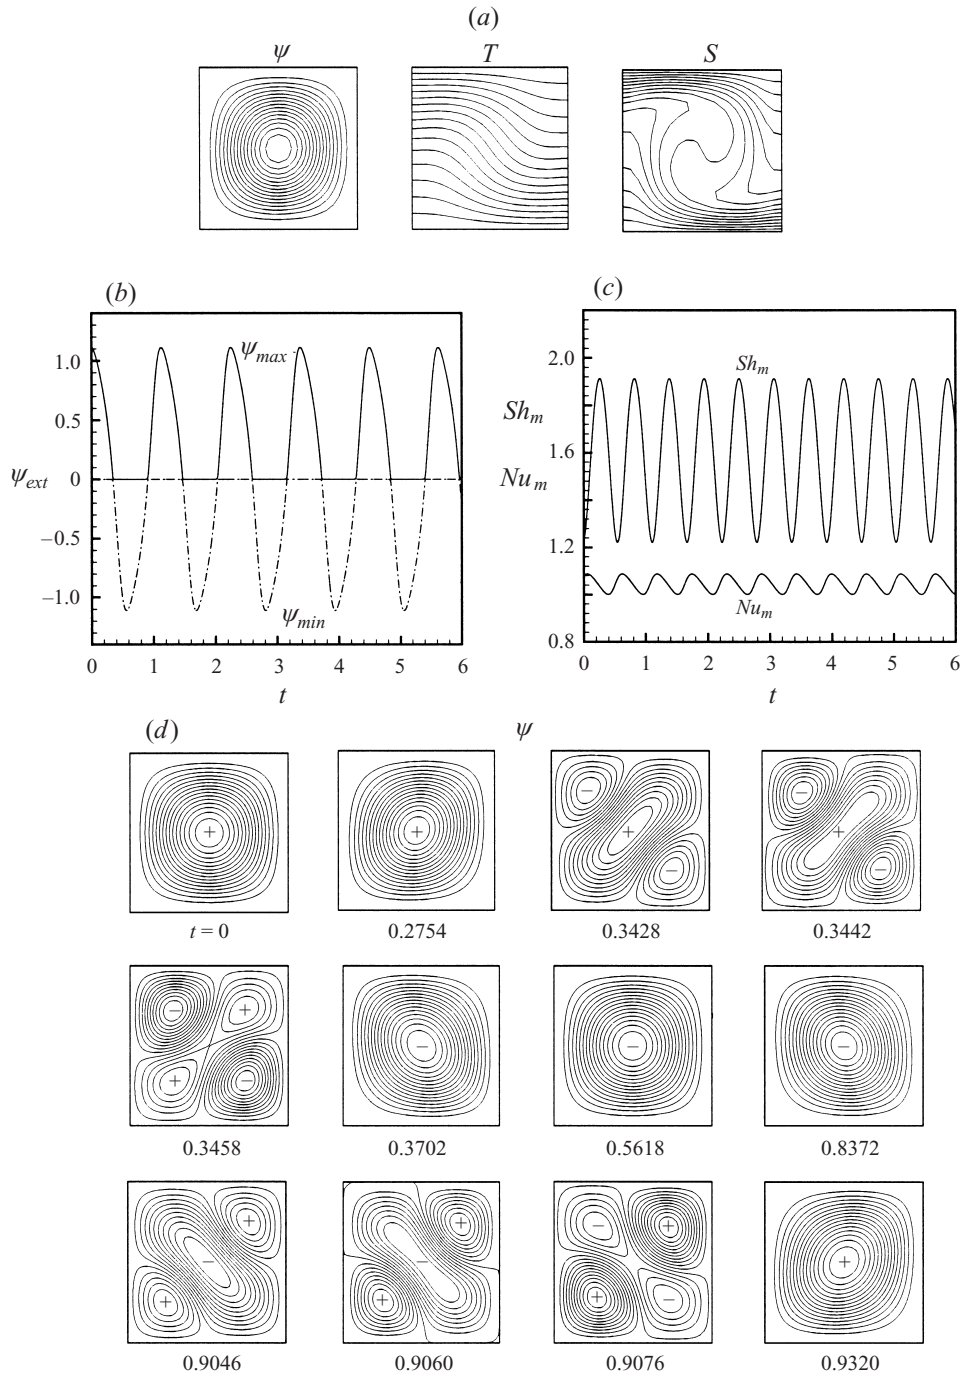 (a)
ψ T S
(b)
1.0
0.5
0
−0.5
−1.0
ψext
ψmax
ψmin
0 1 2 3 4 5 6
t
(c)
2.0
1.6
1.2
0.8
Shm
Num
Shm
Num
0 1 2 3 4 5 6
t
(d) ψ
+ + − + − − + −
t = 0 0.2754 0.3428 0.3442
− + + − − − −
0.3458 0.3702 0.5618 0.8372
+ − + + − + − + + − +
0.9046 0.9060 0.9076 0.9320